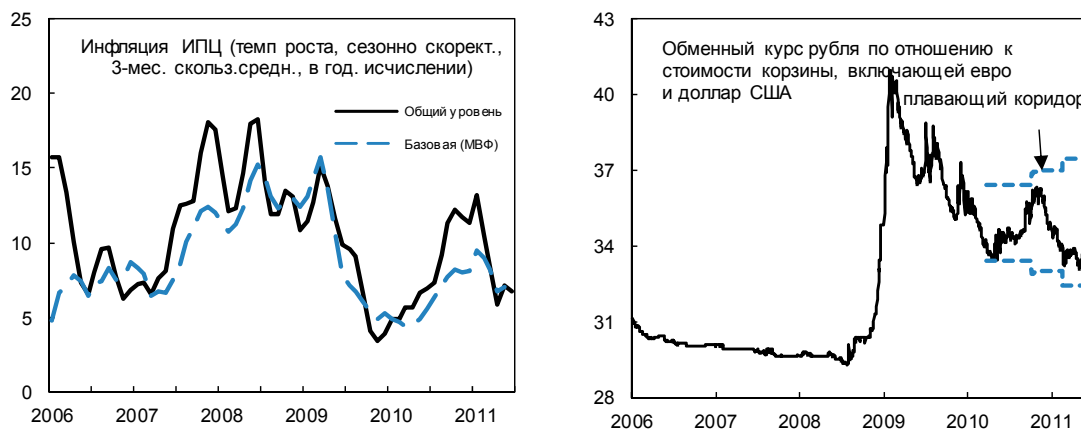 25
20
15
10
5
0
Инфляция ИПЦ (темп роста, сезонно скорект.,
3-мес. скольз.средн., в год. исчислении)
Общий уровень
Базовая (МВФ)
2006 2007 2008 2009 2010 2011
43
40
37
34
31
28
Обменный курс рубля по отношению к
стоимости корзины, включающей евро
и доллар США
плавающий коридор
2006 2007 2008 2009 2010 2011